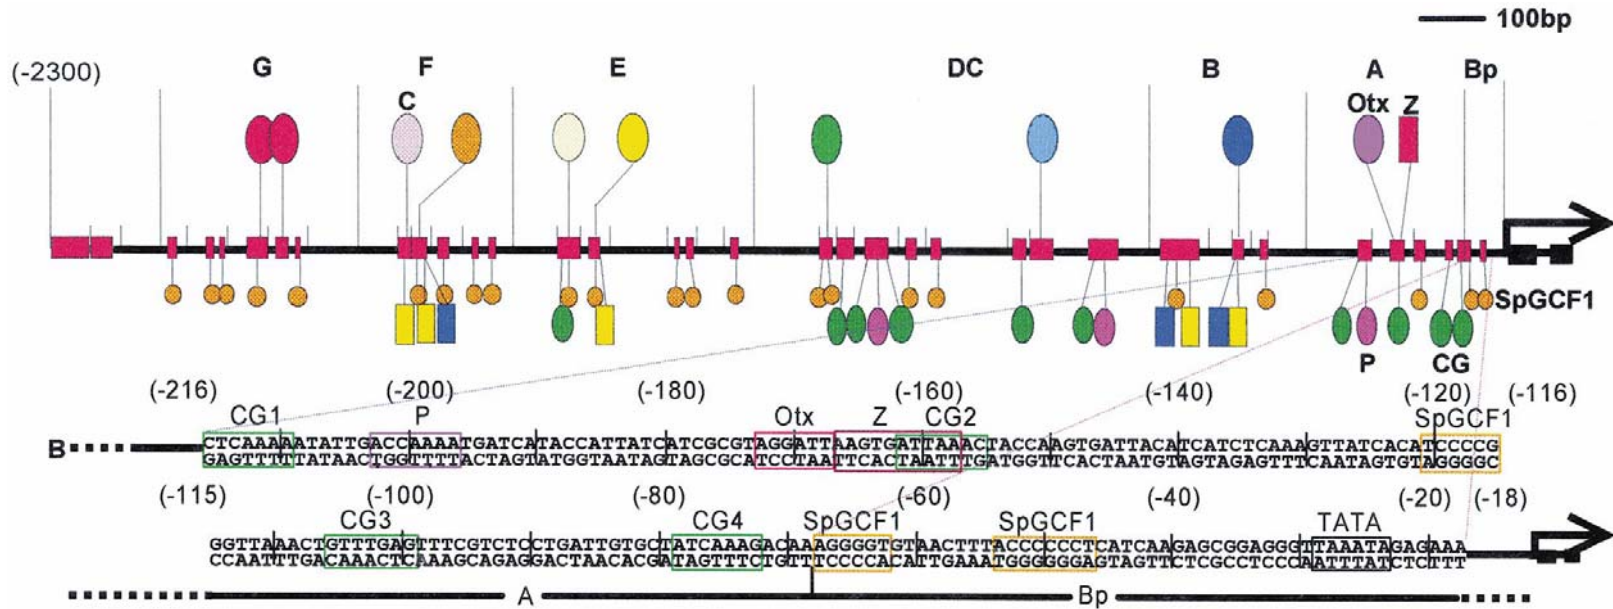 100bp
(-2300) G F E DC B A Bp
C Otx Z
SpGCF1
P CG
(-216) (-200) (-180) (-160) (-140) (-120) (-116)
CG1 P Otx Z CG2 SpGCF1
CTCAAAAATATTGACCAAAATGATCATACCATTATCATCGCGTAGGATTAAGTGATTAAACTACCAAGTGATTACATCATCTCAAAGTTATCACATCCCCG
B
GAGTTTTTATAACTGGTTTTACTAGTATGGTAATAGTAGCGCATCCTAATTCACTAATTTGATGGTTCACTAATGTAGTAGAGTTTCAATAGTGTAGGGGC
(-115) (-100) (-80) (-60) (-40) (-20) (-18)
CG3 CG4 SpGCF1 SpGCF1 TATA
GGTTAAACTGTTTGAGTTTCGTCTCCTGATTGTGCTATCAAAGACAAAGGGGTGTAACTTTACCCCCCTCATCAAGAGCGGAGGGTTAAATAGAGAAA
CCAATTTGACAAACTCAAAGCAGAGGACTAACACGATAGTTTCTGTTTCCCCACATTGAAATGGGGGGAGTAGTTCTCGCCTCCCAATTTATCTCTTT
A Bp